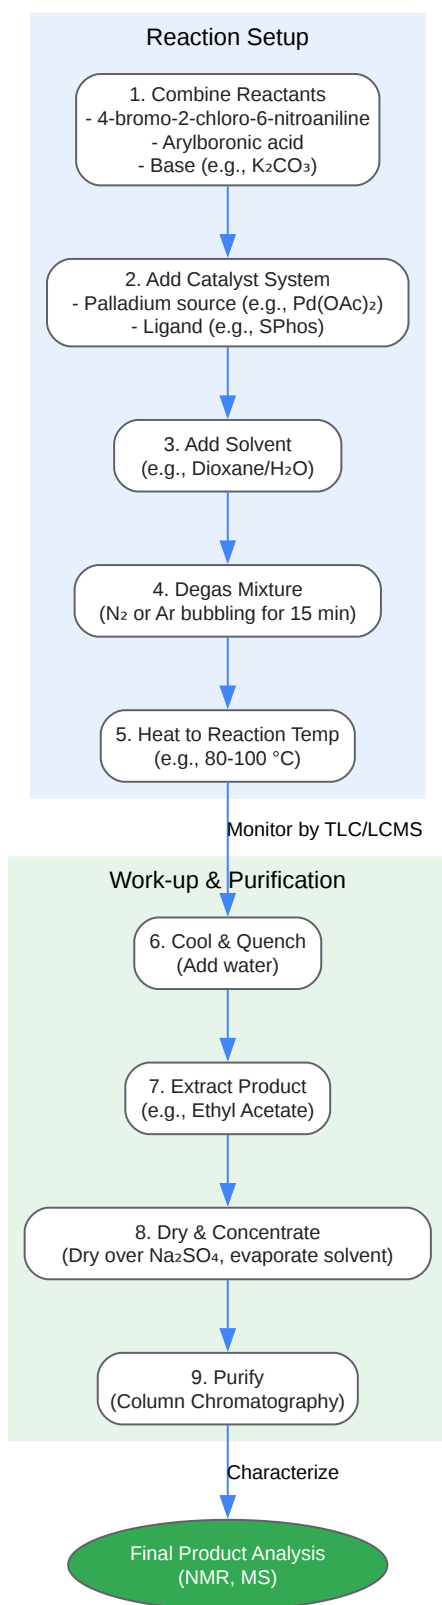 Reaction Setup
1. Combine Reactants
- 4-bromo-2-chloro-6-nitroaniline
- Arylboronic acid
- Base (e.g., K₂CO₃)
2. Add Catalyst System
- Palladium source (e.g., Pd(OAc)₂)
- Ligand (e.g., SPhos)
3. Add Solvent
(e.g., Dioxane/H₂O)
4. Degas Mixture
(N₂ or Ar bubbling for 15 min)
5. Heat to Reaction Temp
(e.g., 80-100 °C)
Monitor by TLC/LCMS
Work-up & Purification
6. Cool & Quench
(Add water)
7. Extract Product
(e.g., Ethyl Acetate)
8. Dry & Concentrate
(Dry over Na₂SO₄, evaporate solvent)
9. Purify
(Column Chromatography)
Characterize
Final Product Analysis
(NMR, MS)